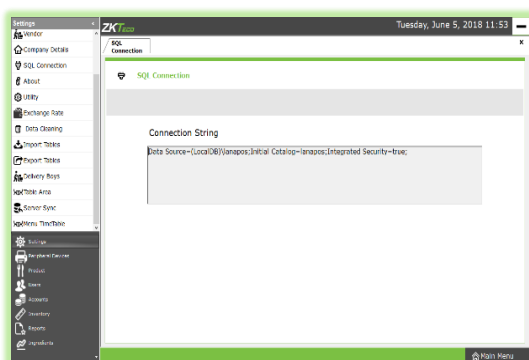 Settings
Vendor
Company Details
SQL Connection
About
Utility
Exchange Rate
Data Cleaning
Import Tables
Export Tables
Delivery Boys
Table Area
Server Sync
Menu TimeTable
Settings
Peripheral Devices
Product
Users
Accounts
Inventory
Reports
Ingredients
ZKTeco
Tuesday, June 5, 2018 11:53
SQL
Connection
x
SQL Connection
Connection String
Data Source=(LocalDB)\lanapos;Initial Catalog=lanapos;Integrated Security=true;
Main Menu